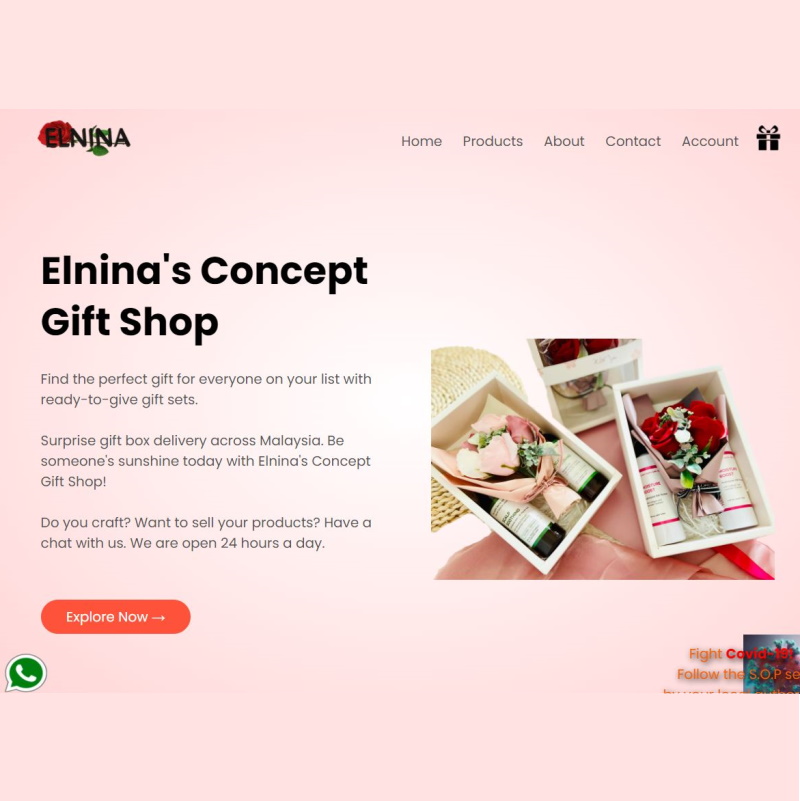 ELNINA
Home Products About Contact Account
Elnina's Concept
Gift Shop
Find the perfect gift for everyone on your list with
ready-to-give gift sets.
Surprise gift box delivery across Malaysia. Be
someone's sunshine today with Elnina's Concept
Gift Shop!
Do you craft? Want to sell your products? Have a
chat with us. We are open 24 hours a day.
Explore Now →
Fight Covid-19!
Follow the S.O.P se